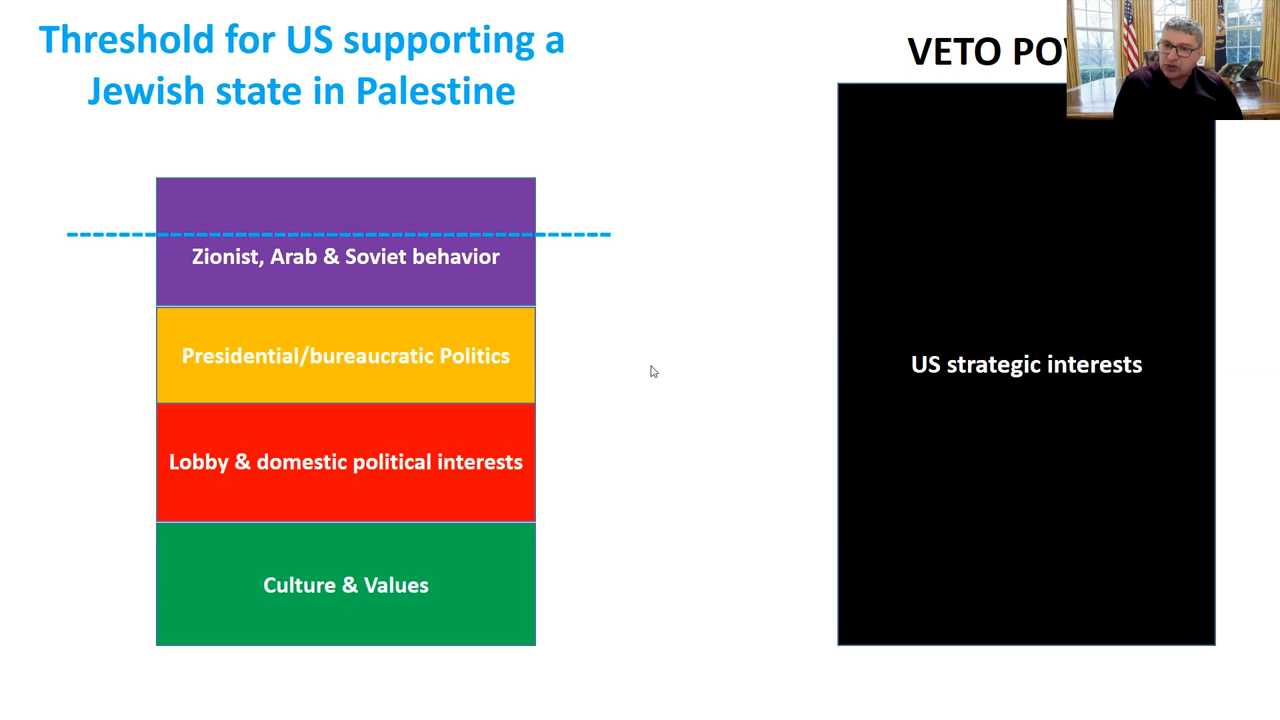 Threshold for US supporting a
Jewish state in Palestine
VETO
Zionist, Arab & Soviet behavior
Presidential/bureaucratic Politics
Lobby & domestic political interests
Culture & Values
US strategic interests